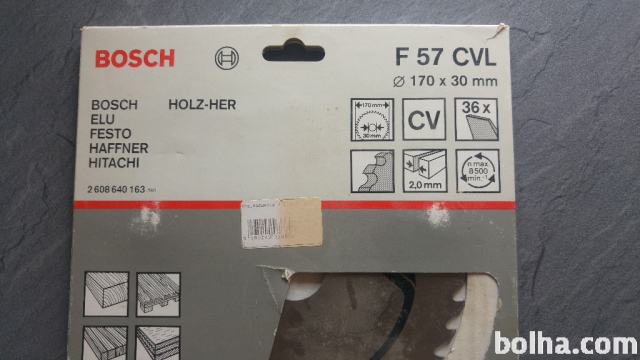 BOSCH
F 57 CVL
Ø 170 x 30 mm
BOSCH HOLZ-HER
ELU
FESTO
HAFFNER
HITACHI
2 608 640 163
170 mm
30 mm
CV
36 x
2,0 mm
n max
8500
min.-1
bolha.com